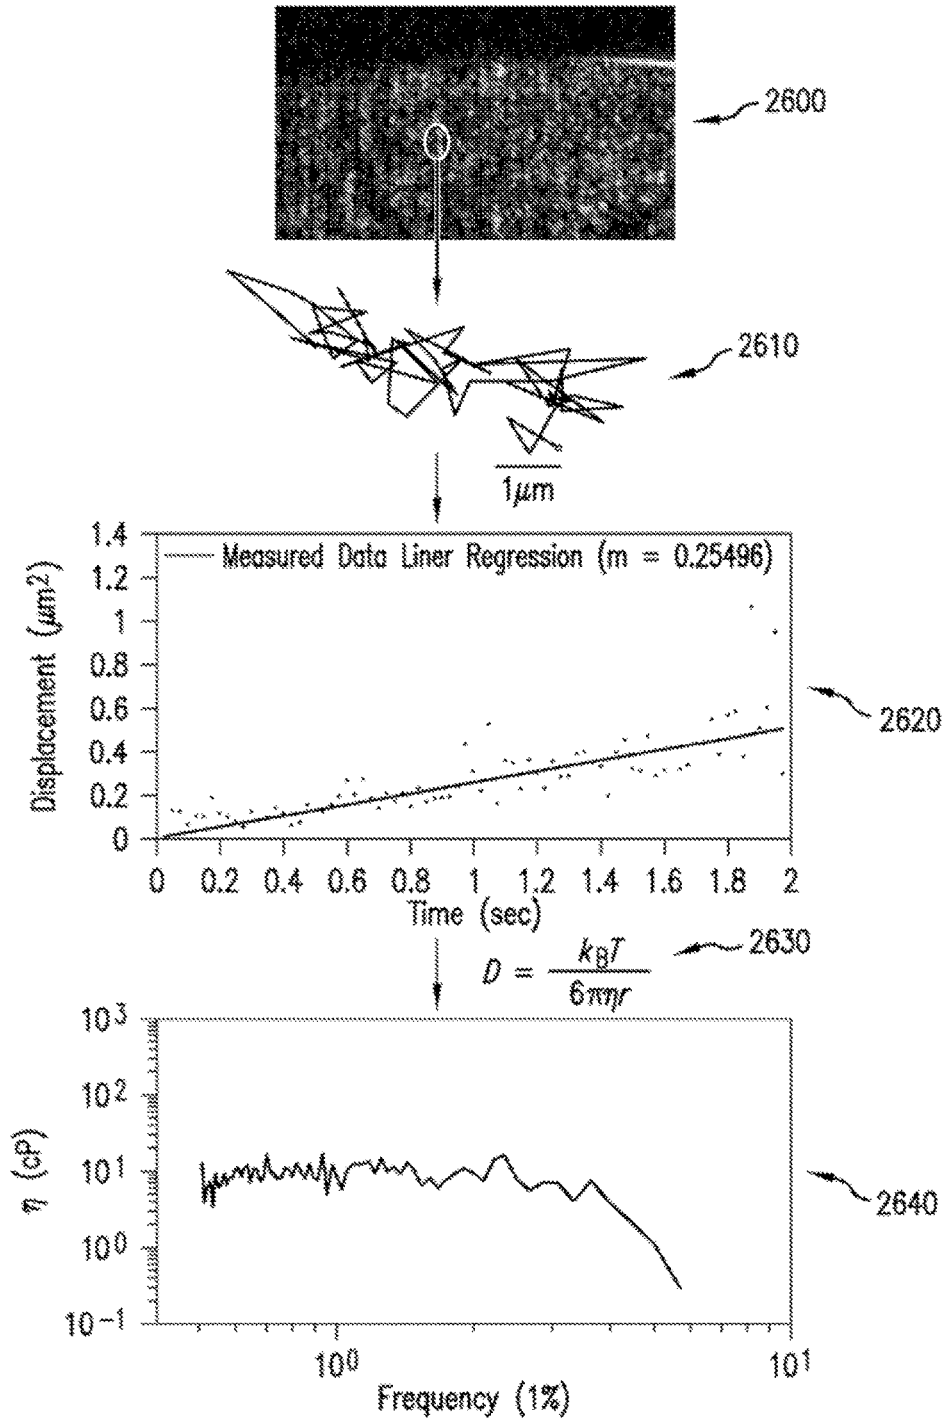 2600
2610
1μm
Measured Data Liner Regression (m = 0.25496)
Displacement (μm²)
1.4
1.2
1
0.8
0.6
0.4
0.2
0
2620
0 0.2 0.4 0.6 0.8 1 1.2 1.4 1.6 1.8 2
Time (sec)
D = k_BT / 6πηr
2630
η (cP)
10³
10²
10¹
10⁰
10⁻¹
2640
10⁰ 10¹
Frequency (1%)